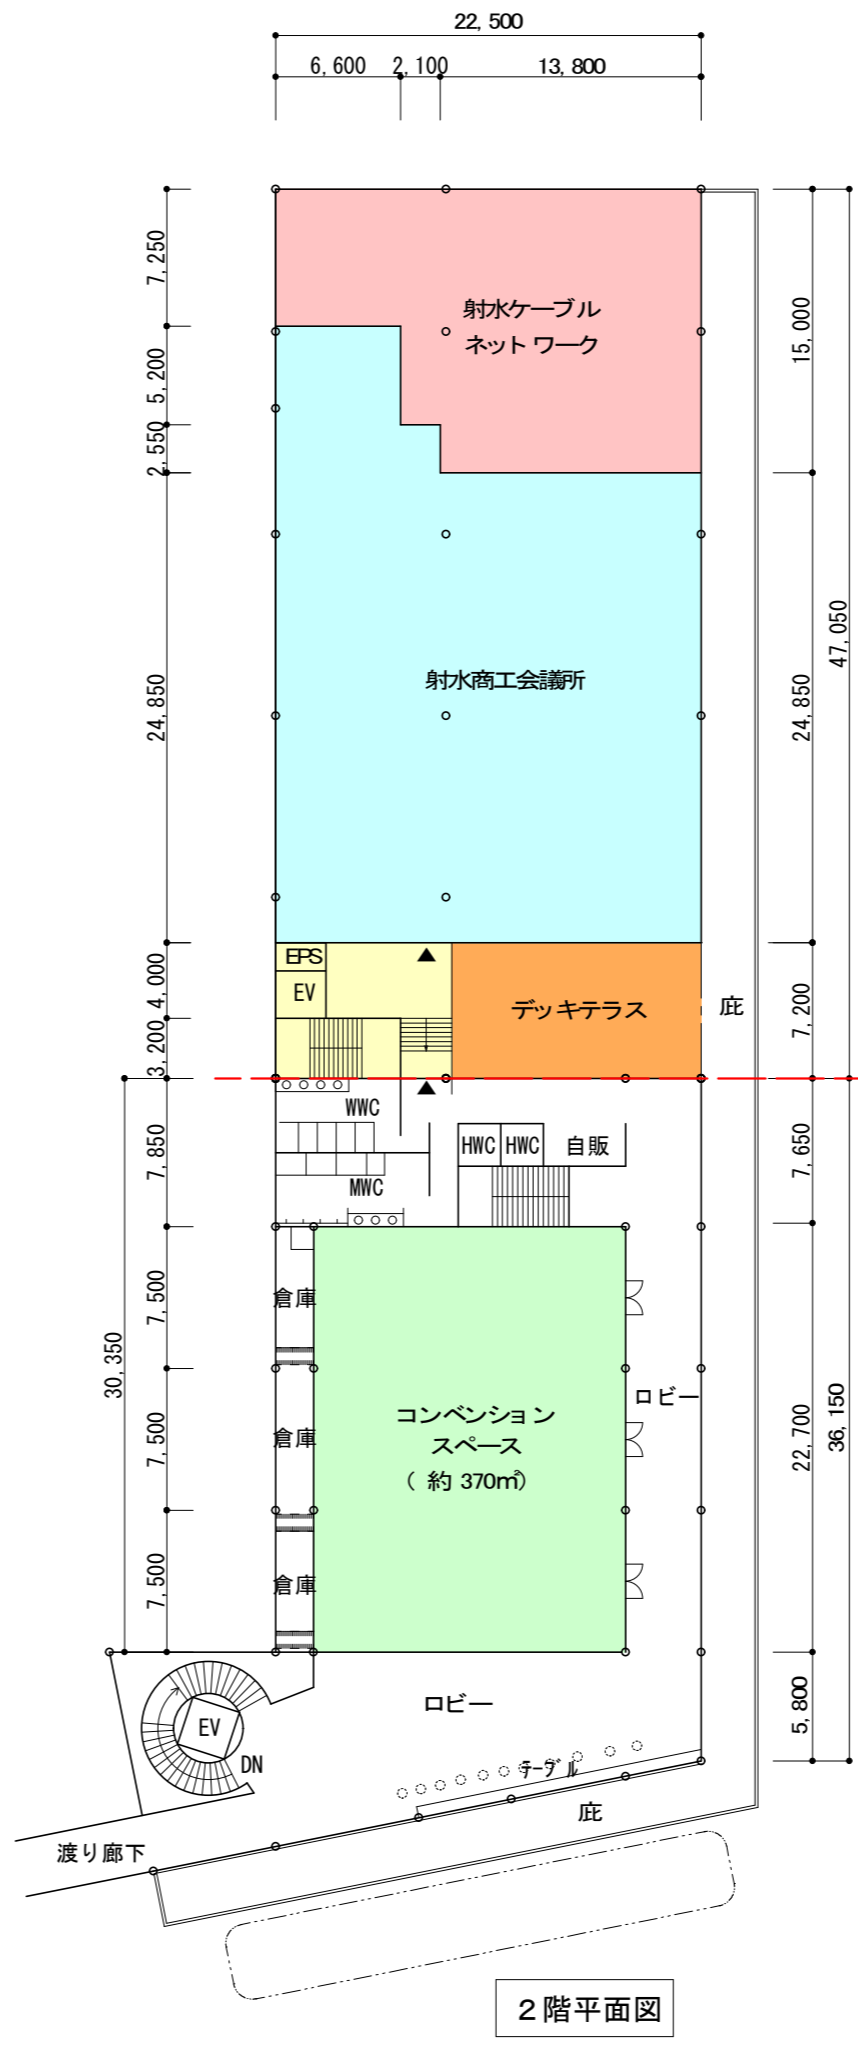 22,500
6,600 2,100 13,800
7,250
5,200
2,550
24,850
4,000
3,200
7,850
7,500
7,500
7,500
30,350
15,000
47,050
24,850
7,200
7,650
22,700
36,150
5,800
射水ケーブル
ネットワーク
射水商工会議所
EPS
EV
デッキテラス
庇
WWC
HWC HWC 自販
MWC
倉庫
倉庫
倉庫
コンベンション
スペース
(約370㎡)
ロビー
ロビー
EV
DN
テーブル
庇
渡り廊下
2階平面図